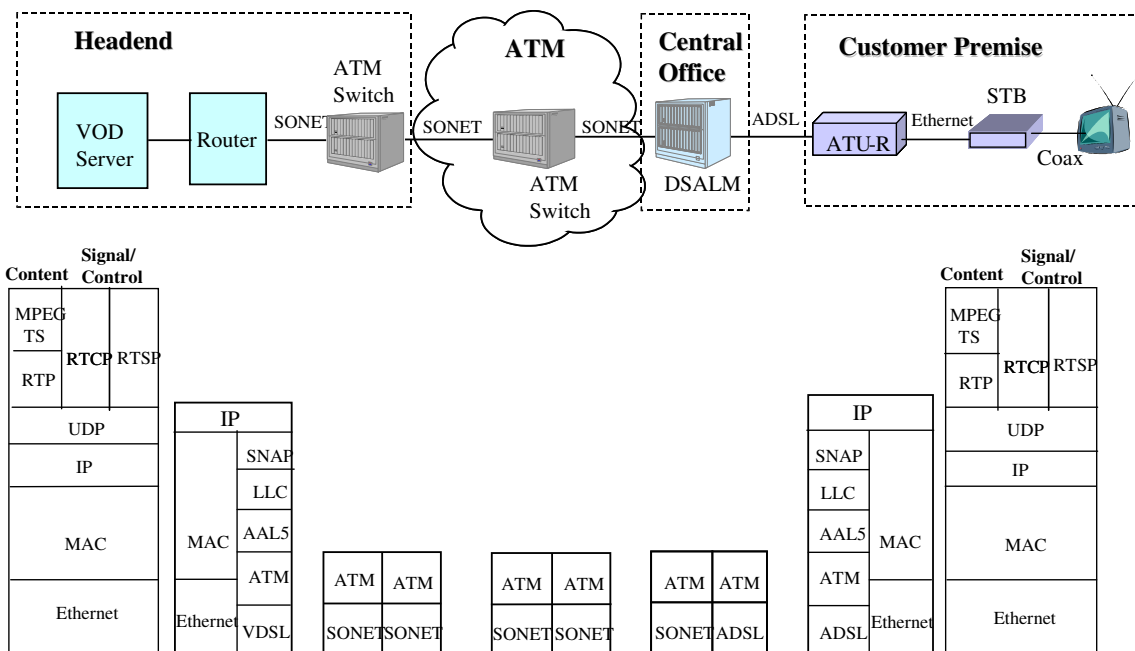 Headend
ATM
Central
Office
Customer Premise
ATM
Switch
STB
VOD
Server
Router
SONET
SONET
SONET
ADSL
Ethernet
ATU-R
Coax
ATM
Switch
DSALM
Content
Signal/
Control
MPEG
TS
RTP
RTCP
RTSP
UDP
IP
MAC
Ethernet
IP
MAC
Ethernet
SNAP
LLC
AAL5
ATM
VDSL
ATM
ATM
SONET
SONET
ATM
ATM
SONET
SONET
ATM
ATM
SONET
ADSL
IP
SNAP
LLC
AAL5
ATM
ADSL
MAC
Ethernet
Content
Signal/
Control
MPEG
TS
RTP
RTCP
RTSP
UDP
IP
MAC
Ethernet